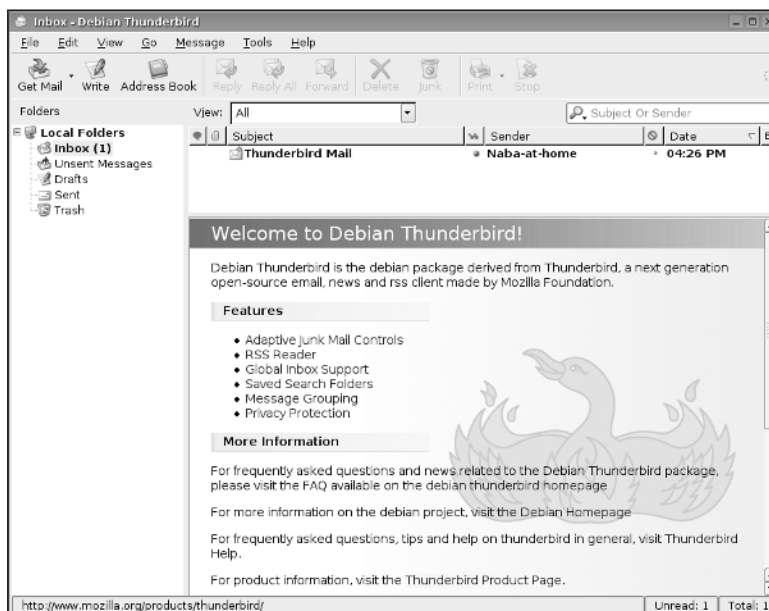 Inbox - Debian Thunderbird
File Edit View Go Message Tools Help
Get Mail Write Address Book Reply Reply All Forward Delete Junk Print Stop
Folders
View: All Subject Or Sender
Subject Sender Date
Local Folders
Inbox (1)
Unsent Messages
Drafts
Sent
Trash
Thunderbird Mail Naba-at-home 04:26 PM
Welcome to Debian Thunderbird!
Debian Thunderbird is the debian package derived from Thunderbird, a next generation
open-source email, news and rss client made by Mozilla Foundation.
Features
• Adaptive Junk Mail Controls
• RSS Reader
• Global Inbox Support
• Saved Search Folders
• Message Grouping
• Privacy Protection
More Information
For frequently asked questions and news related to the Debian Thunderbird package,
please visit the FAQ available on the debian thunderbird homepage
For more information on the debian project, visit the Debian Homepage
For frequently asked questions, tips and help on thunderbird in general, visit Thunderbird
Help.
For product information, visit the Thunderbird Product Page.
http://www.mozilla.org/products/thunderbird/ Unread: 1 Total: 1